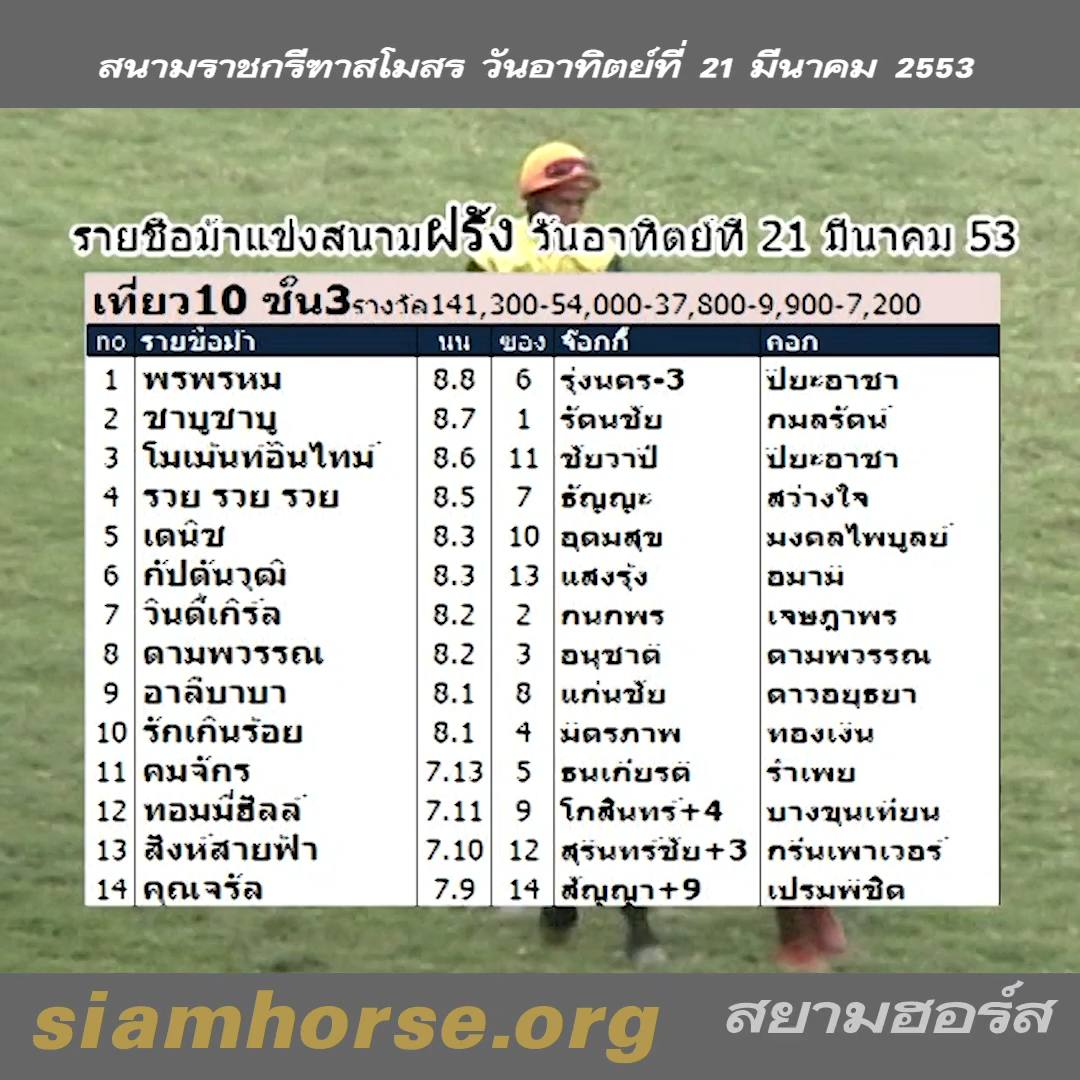 สนามราชกรีฑาสโมสร วันอาทิตย์ที่ 21 มีนาคม 2553
รายชื่อม้าแข่งสนามฝรั่ง วันอาทิตย์ที่ 21 มีนาคม 53
เที่ยว10 ชั้น3รางวัล141,300-54,000-37,800-9,900-7,200
no รายชื่อม้า นน ซอง จ๊อกกี้ คอก
1 พรพรหม 8.8 6 รุ่งนคร-3 ปิยะอาชา
2 ชาบูชาบู 8.7 1 รัตนชัย กมลรัตน์
3 โมเม้นท์อินไทม์ 8.6 11 ชัยวาปี ปิยะอาชา
4 รวย รวย รวย 8.5 7 ธัญญะ สว่างใจ
5 เดนิช 8.3 10 อุดมสุข มงคลไพบูลย์
6 กัปตันวุฒิ 8.3 13 แสงรุ้ง อมามี
7 วินดี้เกิร์ล 8.2 2 กนกพร เจษฎาพร
8 ดามพวรรณ 8.2 3 อนุชาติ ดามพวรรณ
9 อาลีบาบา 8.1 8 แก่นชัย ดาวอยุธยา
10 รักเกินร้อย 8.1 4 มิตรภาพ ทองเงิน
11 คมจักร 7.13 5 ธนเกียรติ รำเพย
12 ทอมมี่ฮิลล์ 7.11 9 โกสินทร์+4 บางขุนเทียน
13 สิงห์สายฟ้า 7.10 12 สุรินทร์ชัย+3 กรีนเพาเวอร์
14 คุณจรัล 7.9 14 สัญญา+9 เปรมพิชิต
siamhorse.org สยามฮอร์ส